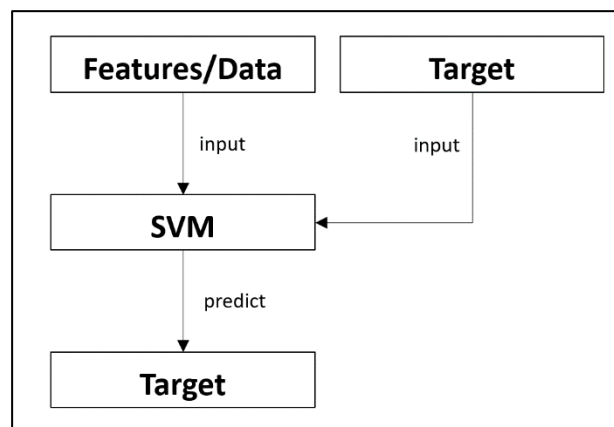 Features/Data
Target
input
input
SVM
predict
Target